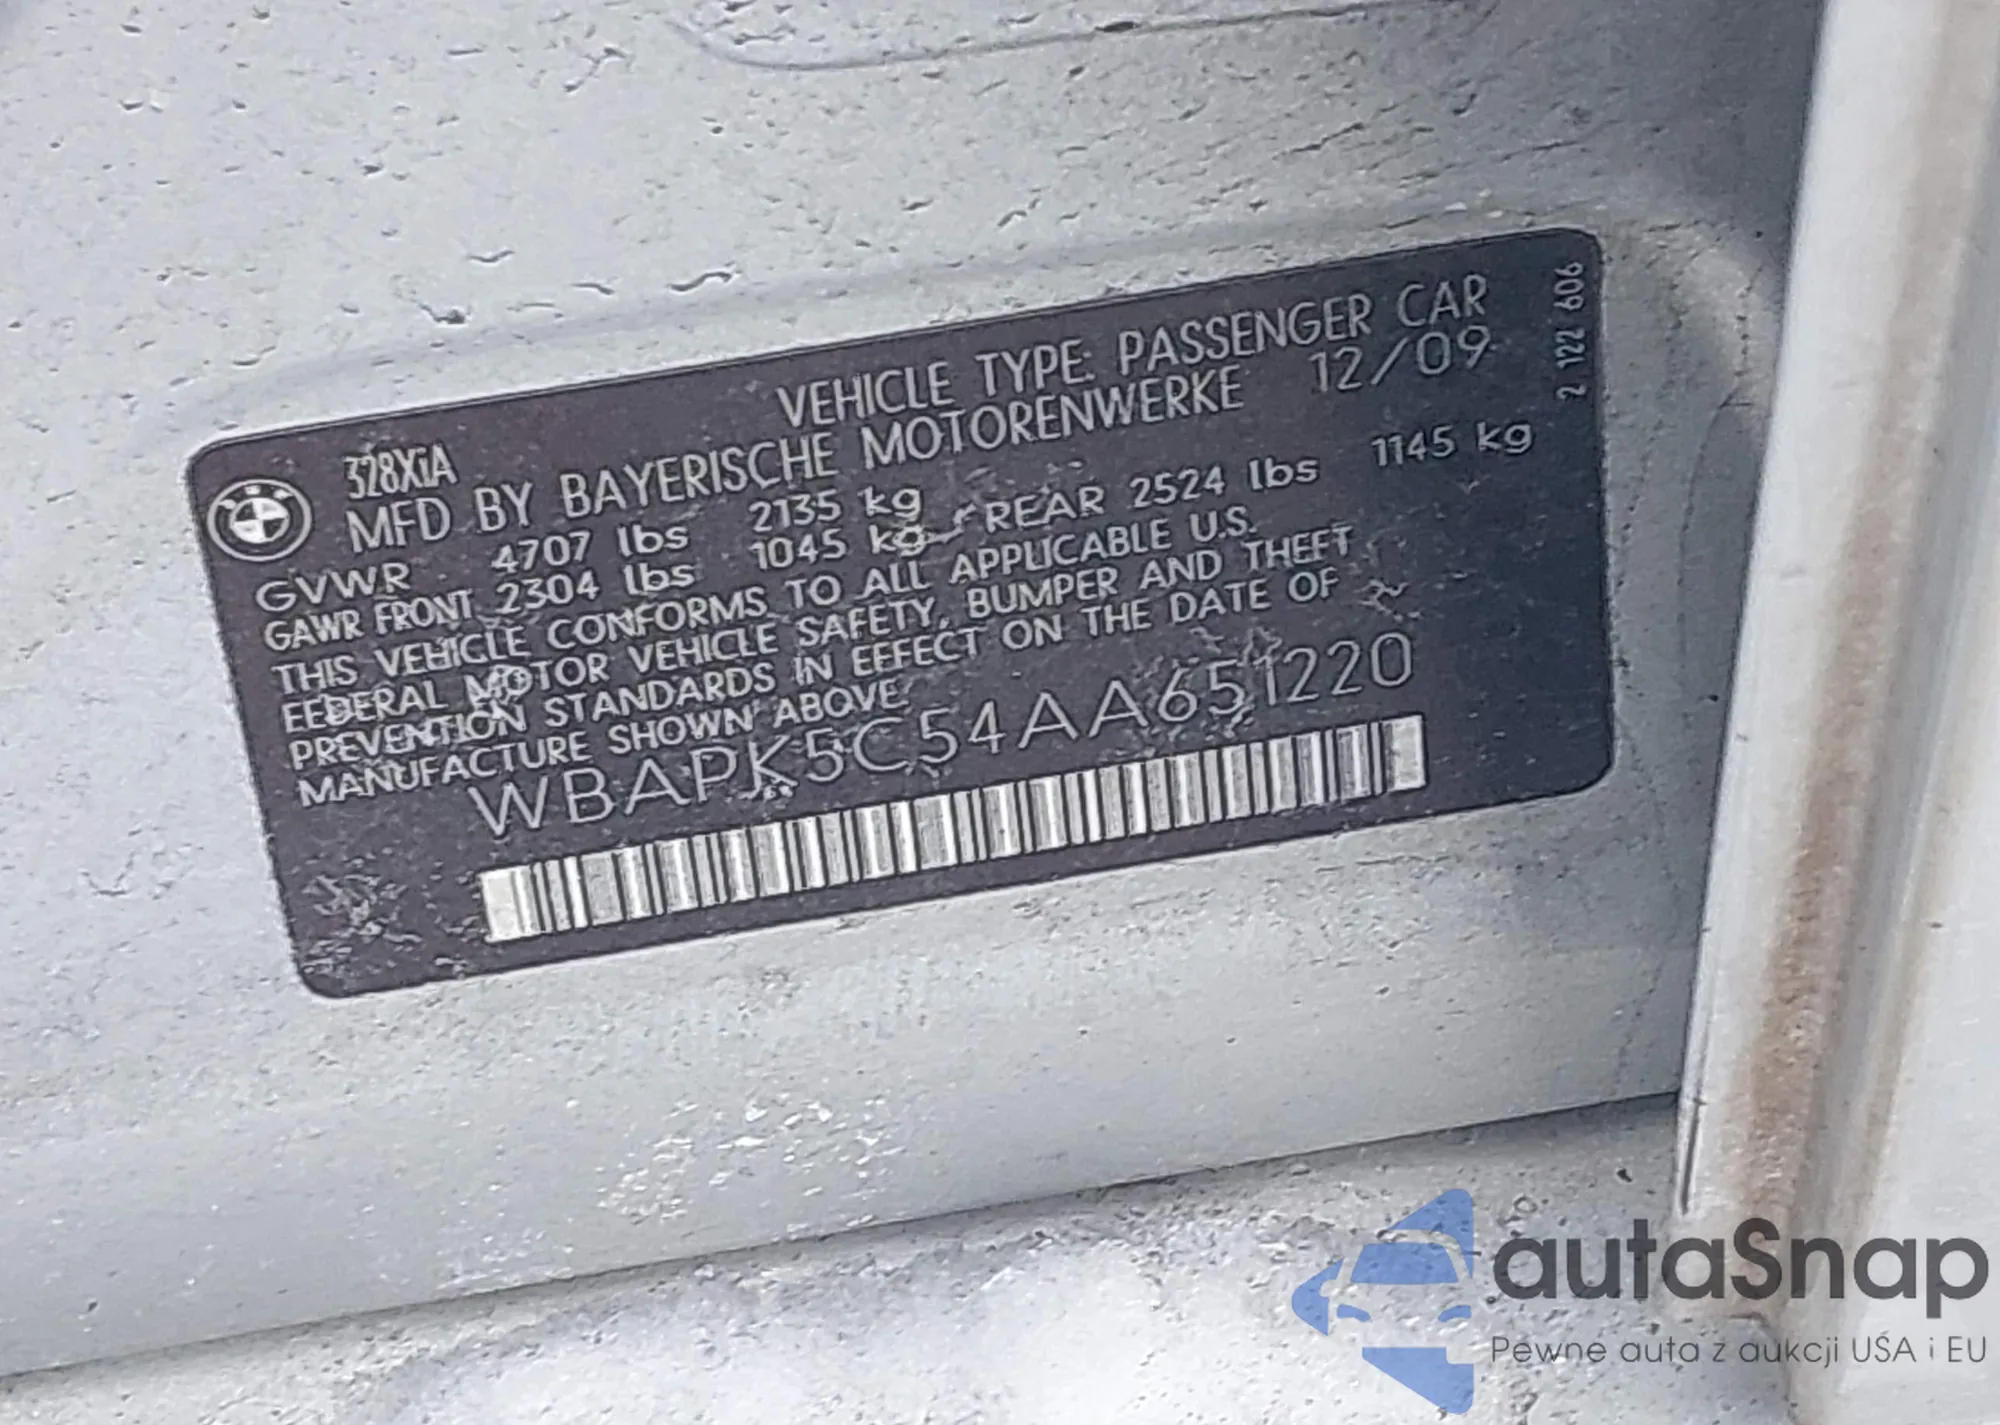 VEHICLE TYPE: PASSENGER CAR
328XiA
MFD BY BAYERISCHE MOTORENWERKE 12/09
GVWR 4707 lbs 2135 kg
GAWR FRONT 2304 lbs 1045 kg REAR 2524 lbs 1145 kg
THIS VEHICLE CONFORMS TO ALL APPLICABLE U.S.
FEDERAL MOTOR VEHICLE SAFETY, BUMPER AND THEFT
PREVENTION STANDARDS IN EFFECT ON THE DATE OF
MANUFACTURE SHOWN ABOVE
WBAPK5C54AA651220
2 122 606
autaSnap
Pewne auta z aukcji USA i EU